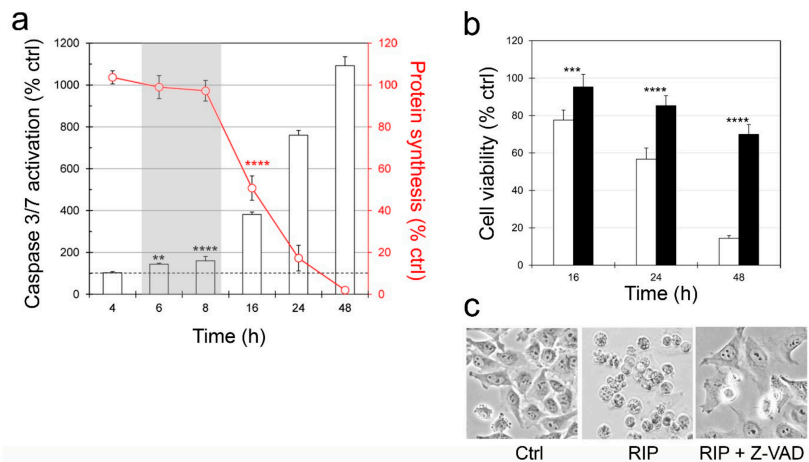 a
Caspase 3/7 activation (% ctrl)
1200
1000
800
600
400
200
0
**
****
****
120
100
80
60
40
20
0
Protein synthesis (% ctrl)
4 6 8 16 24 48
Time (h)
b
Cell viability (% ctrl)
120
100
80
60
40
20
0
***
****
****
16 24 48
Time (h)
c
Ctrl RIP RIP + Z-VAD